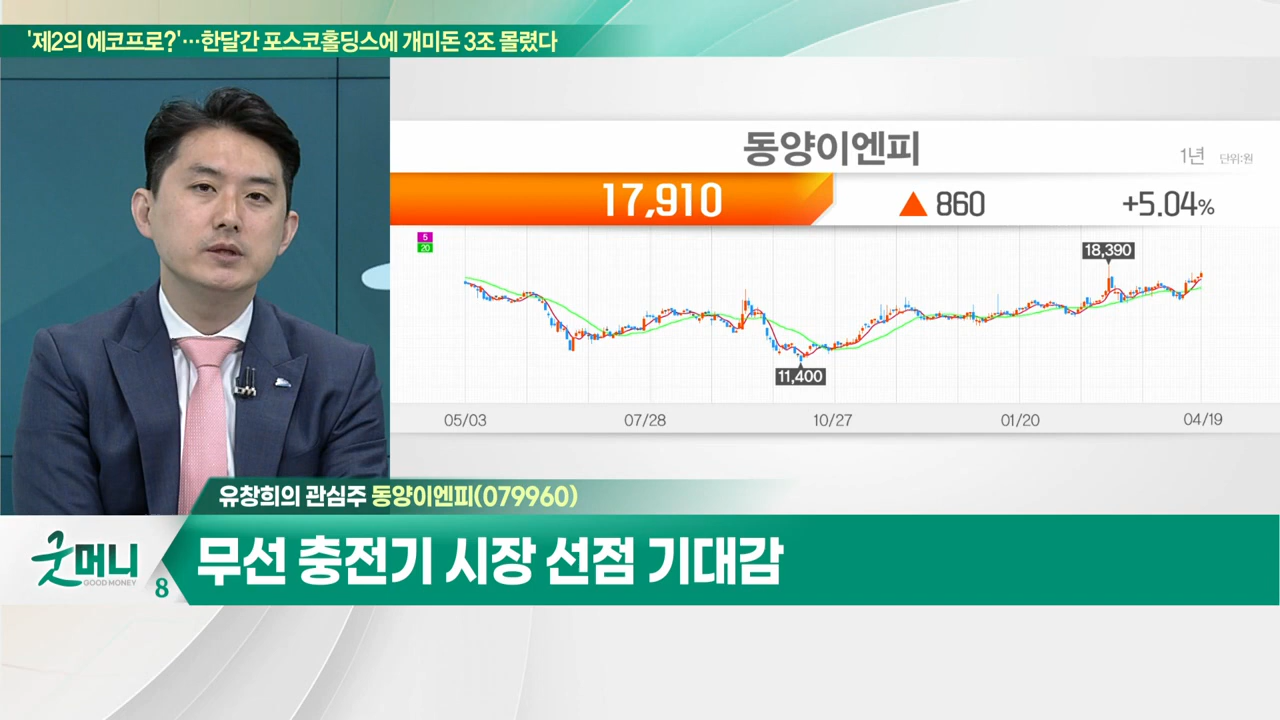 '제2의 에코프로?'…한달간 포스코홀딩스에 개미돈 3조 몰렸다
동양이엔피
1년 단위:원
17,910 ▲ 860 +5.04%
5
20
18,390
11,400
05/03 07/28 10/27 01/20 04/19
유창희의 관심주 동양이엔피(079960)
굿머니
GOOD MONEY
8
무선 충전기 시장 선점 기대감